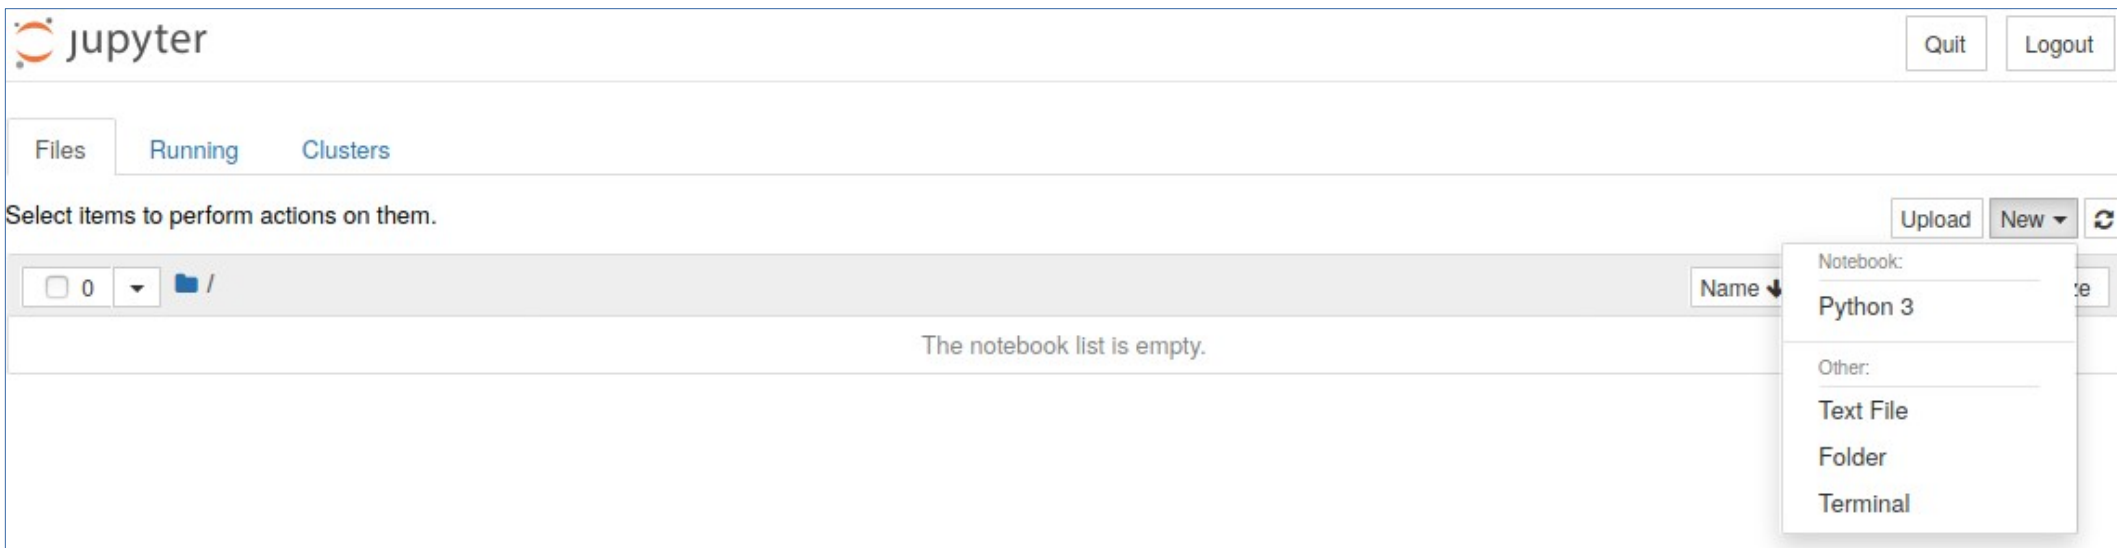 jupyter
Quit Logout
Files Running Clusters
Select items to perform actions on them.
Upload New
0 /
Name
Notebook:
Python 3
The notebook list is empty.
Other:
Text File
Folder
Terminal